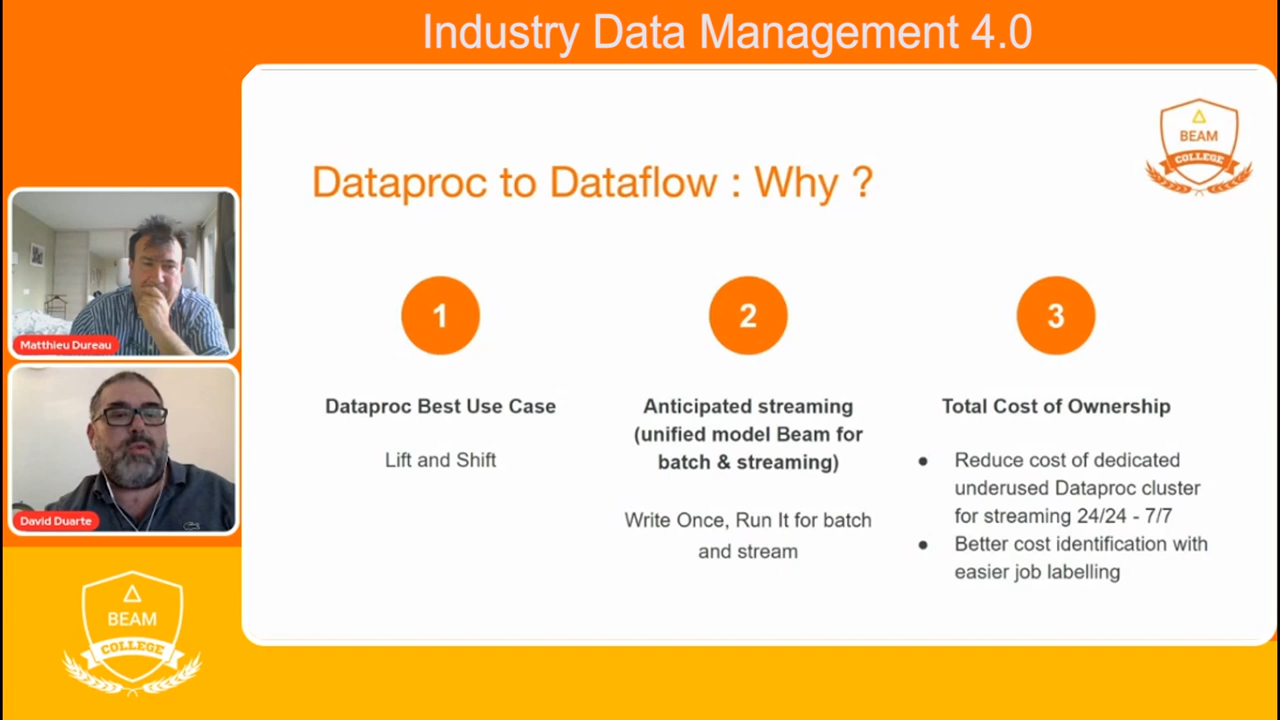 Industry Data Management 4.0
BEAM
COLLEGE
Dataproc to Dataflow : Why ?
1
Dataproc Best Use Case
Lift and Shift
2
Anticipated streaming
(unified model Beam for
batch & streaming)
Write Once, Run It for batch
and stream
3
Total Cost of Ownership
● Reduce cost of dedicated
underused Dataproc cluster
for streaming 24/24 - 7/7
● Better cost identification with
easier job labelling
Matthieu Dureau
David Duarte
BEAM
COLLEGE